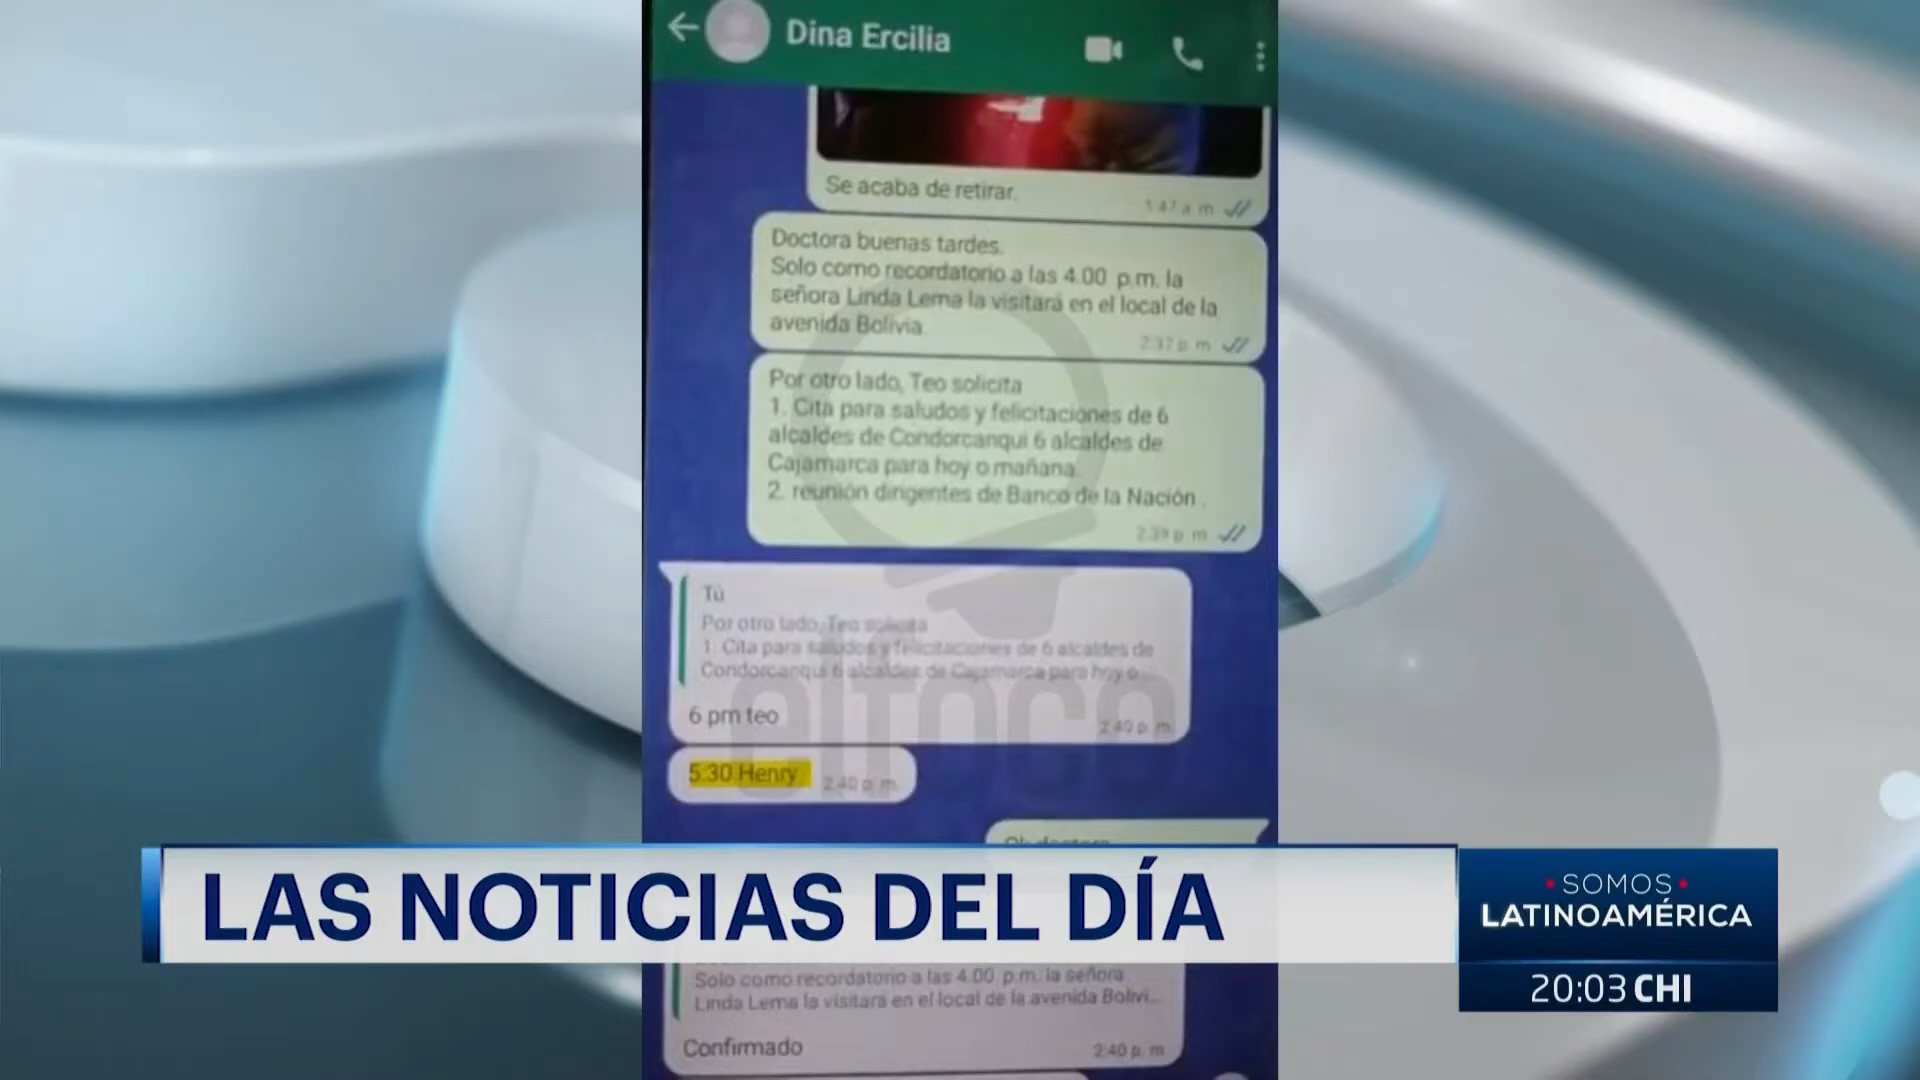 Dina Ercilia
Se acaba de retirar.
1:47 a. m.
Doctora buenas tardes.
Solo como recordatorio a las 4.00 p.m. la
señora Linda Lema la visitará en el local de la
avenida Bolivia.
2:37 p. m.
Por otro lado, Teo solicita
1. Cita para saludos y felicitaciones de 6
alcaldes de Condorcanqui 6 alcaldes de
Cajamarca para hoy o mañana.
2. reunión dirigentes de Banco de la Nación .
2:39 p. m.
Tú
Por otro lado, Teo solicita
1. Cita para saludos y felicitaciones de 6 alcaldes de
Condorcanqui 6 alcaldes de Cajamarca para hoy o...
6 pm teo
2:40 p. m.
5:30 Henry
2:40 p. m.
elfoco
LAS NOTICIAS DEL DÍA
SOMOS
LATINOAMÉRICA
20:03 CHI
Solo como recordatorio a las 4.00 p.m. la señora
Linda Lema la visitará en el local de la avenida Bolivi...
Confirmado
2:40 p. m.